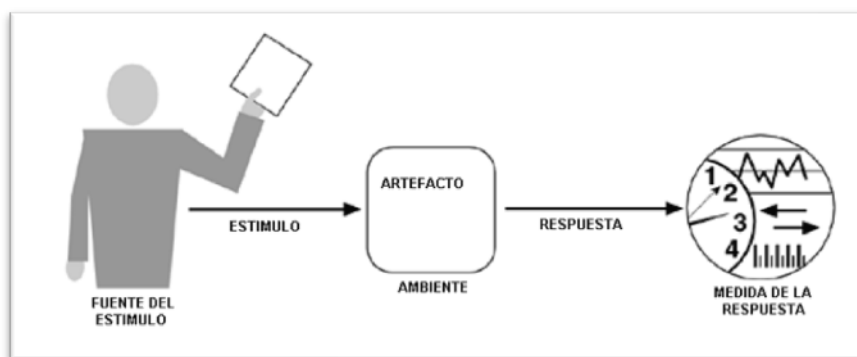 ARTEFACTO
1
2
3
4
ESTIMULO
RESPUESTA
AMBIENTE
FUENTE DEL
ESTIMULO
MEDIDA DE LA
RESPUESTA